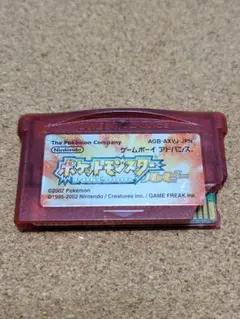 The Pokémon Company
AGB-AXVJ-JPN
Nintendo
ゲームボーイアドバンス
ポケットモンスター
ルビー
©2002 Pokémon
©1995-2002 Nintendo / Creatures inc. / GAME FREAK inc.